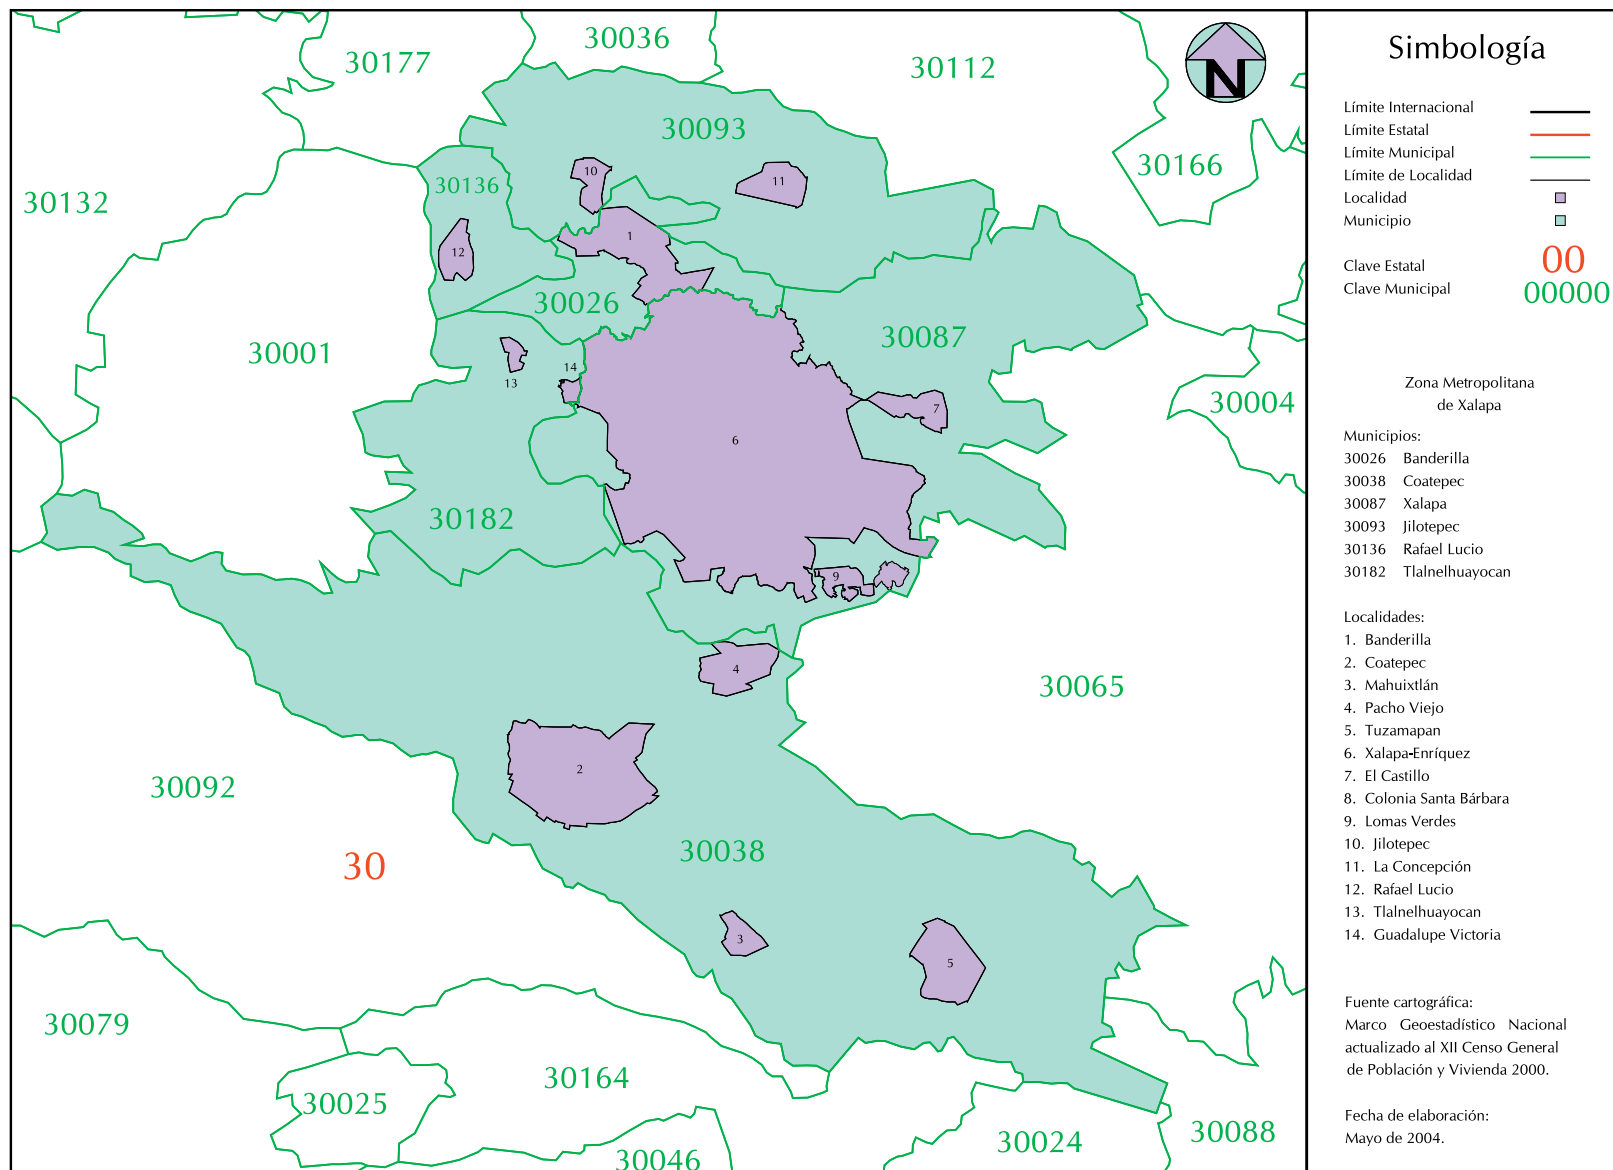 30036
30177
30112
N
30093
30166
30136
10
11
30132
1
12
30026
30087
30001
14
13
30004
7
6
30182
9
4
30065
2
30092
30038
30
3
5
30079
30164
30025
30088
30024
30046
Simbología
Límite Internacional
Límite Estatal
Límite Municipal
Límite de Localidad
Localidad
Municipio
Clave Estatal 00
Clave Municipal 00000
Zona Metropolitana
de Xalapa
Municipios:
30026 Banderilla
30038 Coatepec
30087 Xalapa
30093 Jilotepec
30136 Rafael Lucio
30182 Tlalnelhuayocan
Localidades:
1. Banderilla
2. Coatepec
3. Mahuixtlán
4. Pacho Viejo
5. Tuzamapan
6. Xalapa-Enríquez
7. El Castillo
8. Colonia Santa Bárbara
9. Lomas Verdes
10. Jilotepec
11. La Concepción
12. Rafael Lucio
13. Tlalnelhuayocan
14. Guadalupe Victoria
Fuente cartográfica:
Marco Geoestadístico Nacional
actualizado al XII Censo General
de Población y Vivienda 2000.
Fecha de elaboración:
Mayo de 2004.